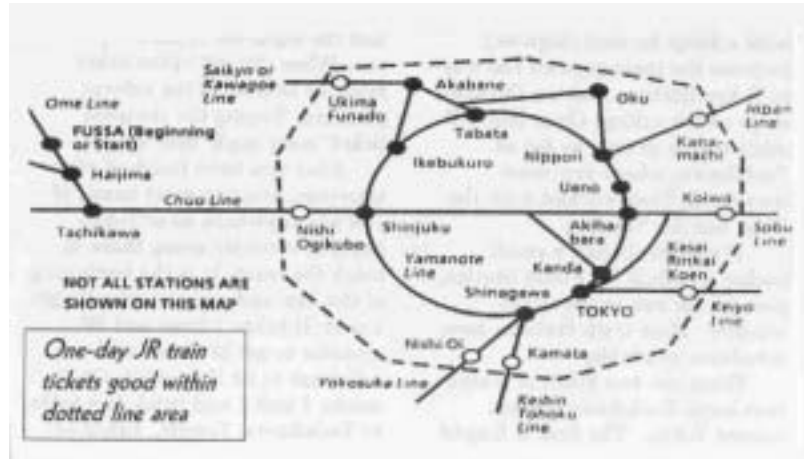 Saikyo or
Kawagoe
Line
Akabane
Ukima
Funado
Oku
Joban
Line
Ome Line
FUSSA (Beginning
or Start)
Tabata
Nippori
Kana-
machi
Haijima
Ikebukuro
Ueno
Chuo Line
Koiwa
Tachikawa
Nishi
Ogikubo
Shinjuku
Akiha-
bara
Sobu
Line
Yamanote
Line
Kanda
Kasai
Rinkai
Koen
NOT ALL STATIONS ARE
SHOWN ON THIS MAP
Shinagawa
TOKYO
Keiyo
Line
One-day JR train
tickets good within
dotted line area
Nishi Oi
Kamata
Yokosuka Line
Keihin
Tohoku
Line